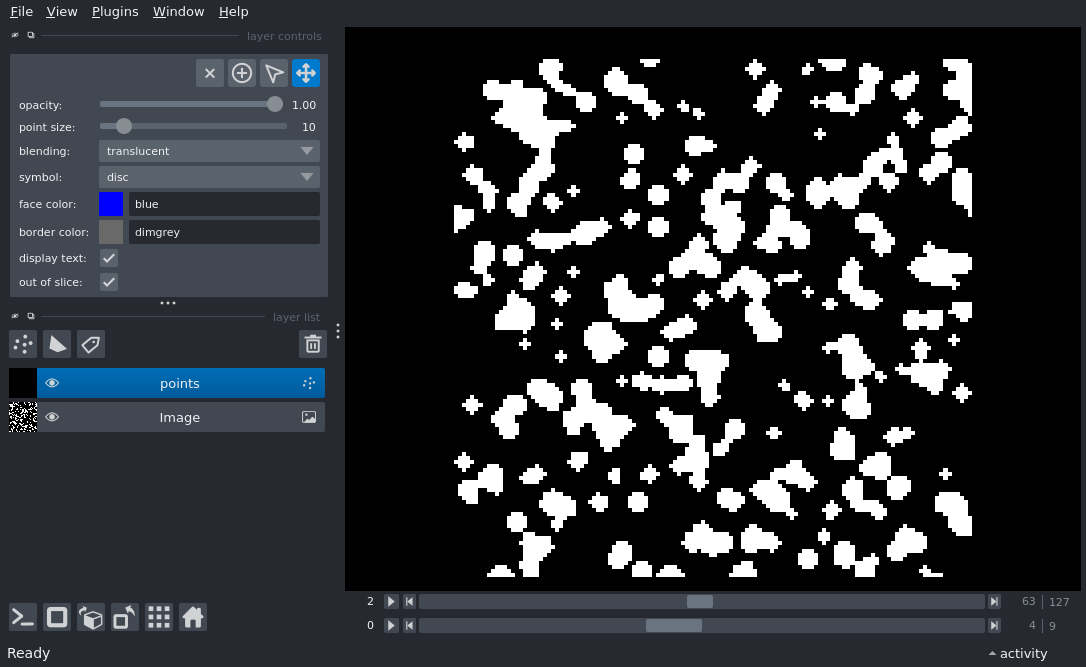 File View Plugins Window Help
layer controls
opacity: 1.00
point size: 10
blending: translucent
symbol: disc
face color: blue
border color: dimgrey
display text:
out of slice:
layer list
points
Image
2 63 127
0 4 9
Ready activity